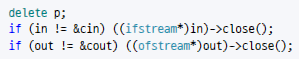 delete p;
if (in != &cin) ((ifstream*)in)->close();
if (out != &cout) ((ofstream*)out)->close();